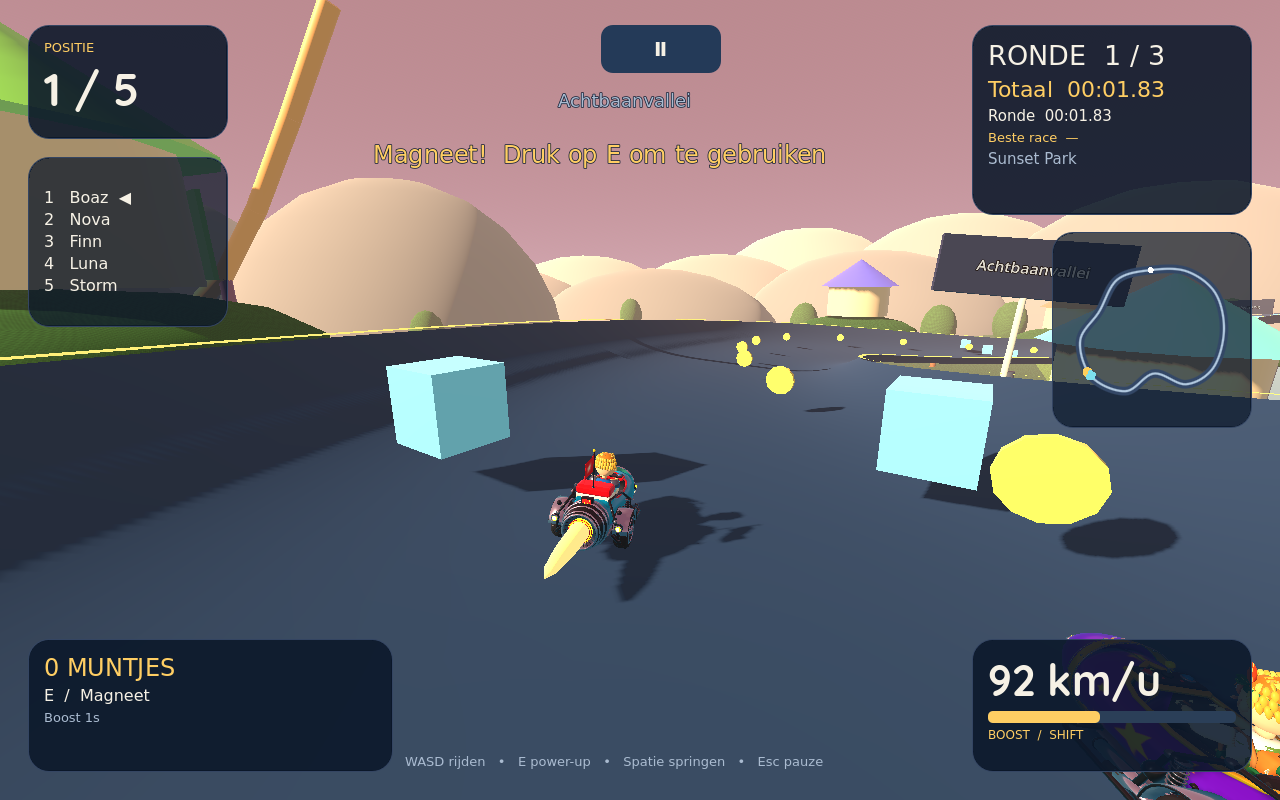 POSITIE
1 / 5
1 Boaz ◀
2 Nova
3 Finn
4 Luna
5 Storm
Achtbaanvallei
Magneet! Druk op E om te gebruiken
RONDE 1 / 3
Totaal 00:01.83
Ronde 00:01.83
Beste race —
Sunset Park
Achtbaanvallei
0 MUNTJES
E / Magneet
Boost 1s
WASD rijden • E power-up • Spatie springen • Esc pauze
92 km/u
BOOST / SHIFT